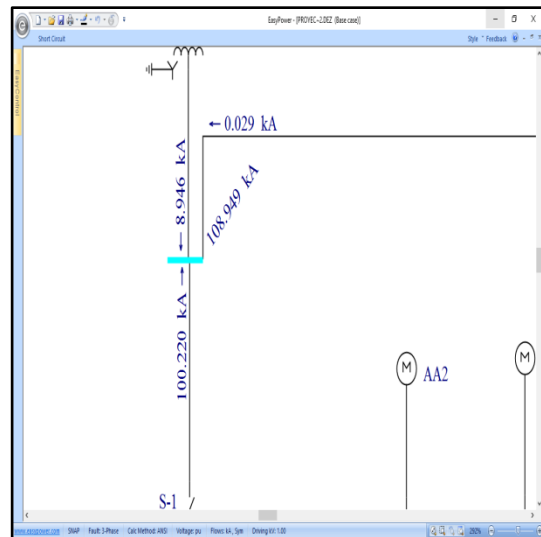 EasyPower - [PROYEC~2.DEZ (Base case)]
Short Circuit
Style
Feedback
EasyControl
← 0.029 kA
← 8.946 kA
108.949 kA
100.220 kA →
M
AA2
M
S-1
www.easypower.com
SNAP
Fault: 3-Phase
Calc Method: ANSI
Voltage: pu
Flows: kA , Sym
Driving kV: 1.00